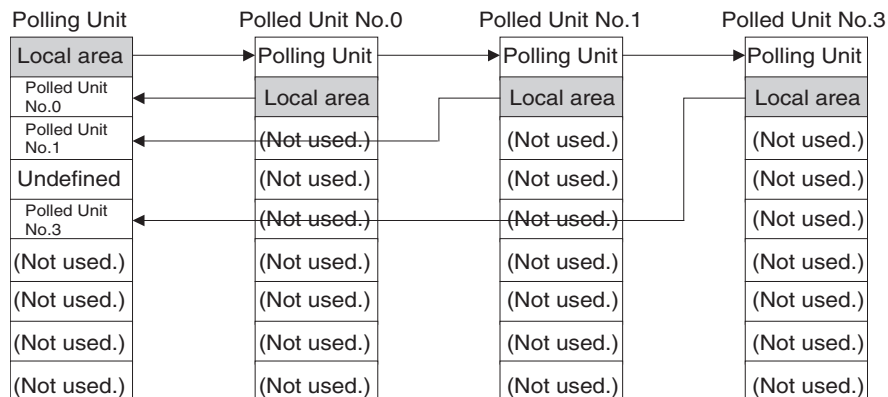 Polling Unit Polled Unit No.0 Polled Unit No.1 Polled Unit No.3
Local area Polling Unit Polling Unit Polling Unit
Polled Unit
No.0
Local area Local area Local area
Polled Unit
No.1
(Not used.) (Not used.) (Not used.)
Undefined (Not used.) (Not used.) (Not used.)
Polled Unit
No.3
(Not used.) (Not used.) (Not used.)
(Not used.) (Not used.) (Not used.) (Not used.)
(Not used.) (Not used.) (Not used.) (Not used.)
(Not used.) (Not used.) (Not used.) (Not used.)
(Not used.) (Not used.) (Not used.) (Not used.)